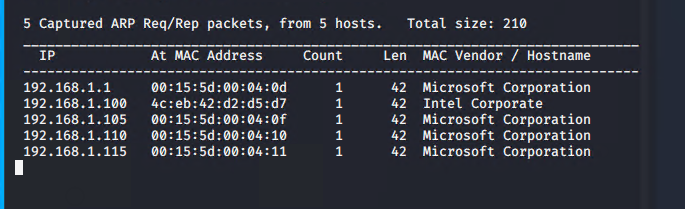 5 Captured ARP Req/Rep packets, from 5 hosts.   Total size: 210
_____________________________________________________________________________
  IP            At MAC Address     Count     Len  MAC Vendor / Hostname
-----------------------------------------------------------------------------
192.168.1.1     00:15:5d:00:04:0d      1      42  Microsoft Corporation
192.168.1.100   4c:eb:42:d2:d5:d7      1      42  Intel Corporate
192.168.1.105   00:15:5d:00:04:0f      1      42  Microsoft Corporation
192.168.1.110   00:15:5d:00:04:10      1      42  Microsoft Corporation
192.168.1.115   00:15:5d:00:04:11      1      42  Microsoft Corporation